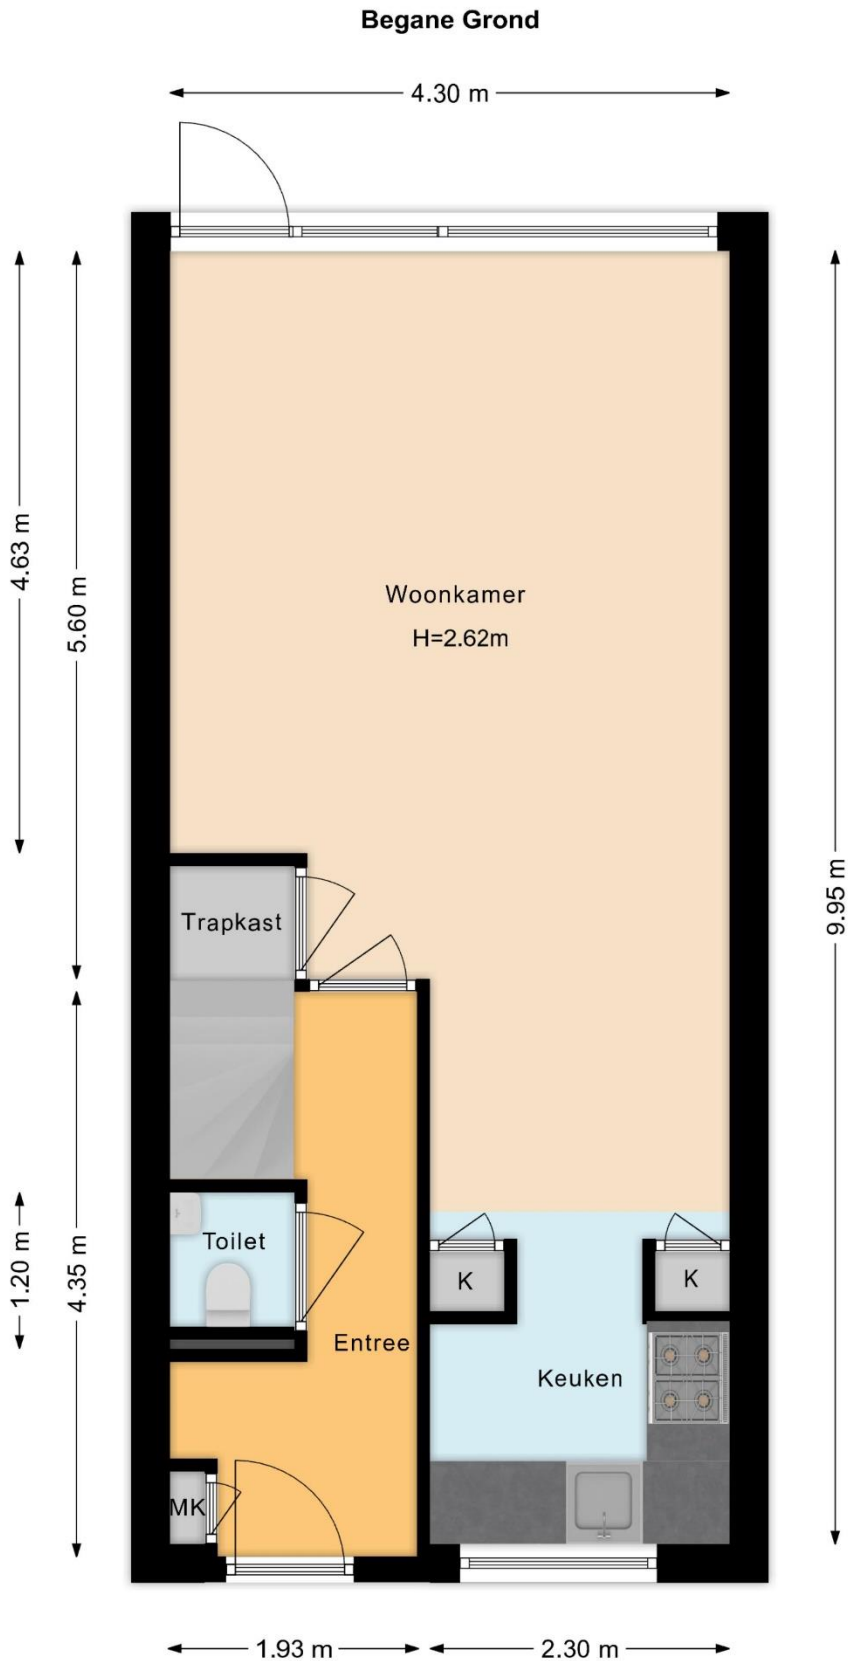 Begane Grond
4.30 m
4.63 m
5.60 m
Woonkamer
H=2.62m
9.95 m
Trapkast
Toilet
1.20 m
4.35 m
K
K
Entree
Keuken
MK
1.93 m
2.30 m